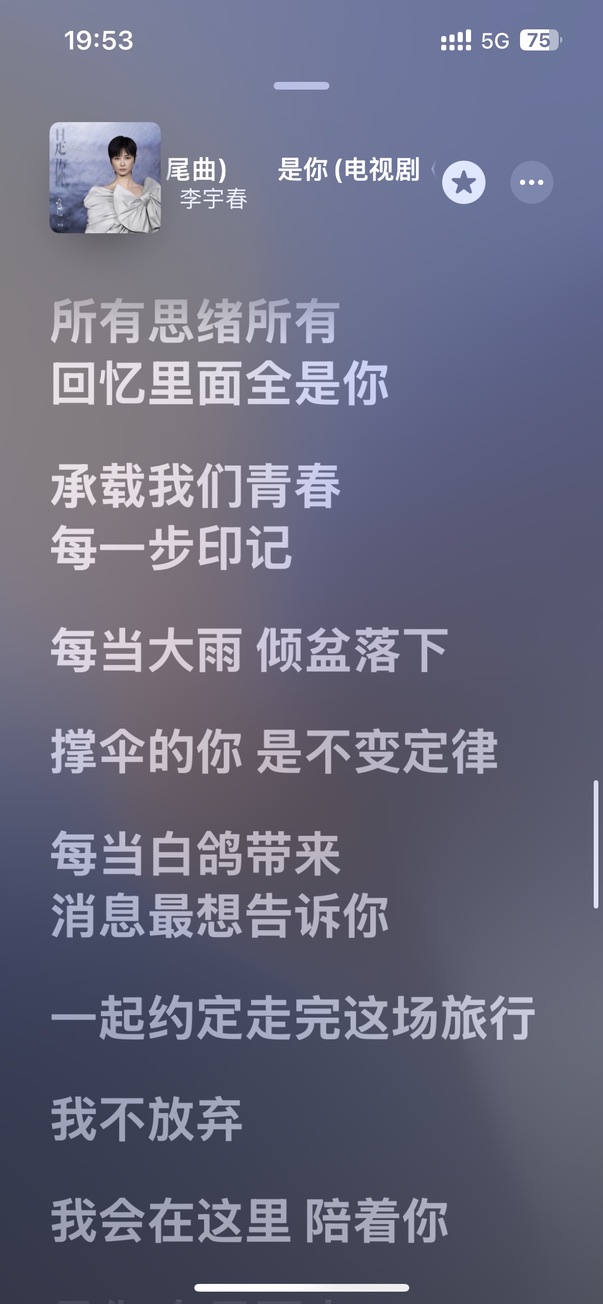 19:53
5G
75
尾曲) 是你 (电视剧
李宇春
所有思绪所有
回忆里面全是你
承载我们青春
每一步印记
每当大雨 倾盆落下
撑伞的你 是不变定律
每当白鸽带来
消息最想告诉你
一起约定走完这场旅行
我不放弃
我会在这里 陪着你